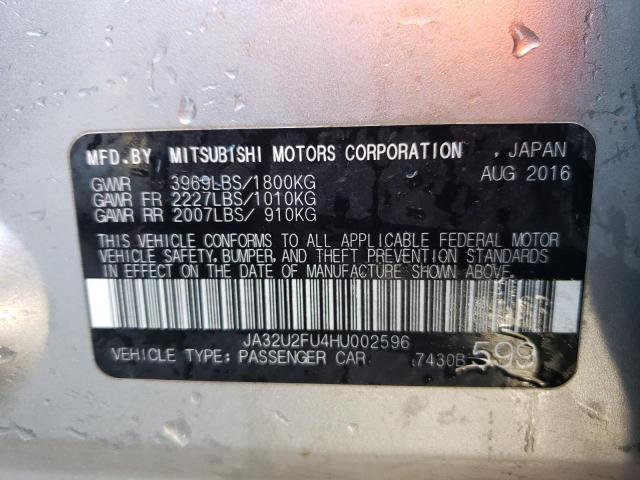 MFD.BY MITSUBISHI MOTORS CORPORATION , JAPAN
GVWR 3969LBS/1800KG AUG 2016
GAWR FR 2227LBS/1010KG
GAWR RR 2007LBS/ 910KG
THIS VEHICLE CONFORMS TO ALL APPLICABLE FEDERAL MOTOR
VEHICLE SAFETY, BUMPER, AND THEFT PREVENTION STANDARDS
IN EFFECT ON THE DATE OF MANUFACTURE SHOWN ABOVE.
JA32U2FU4HU002596
VEHICLE TYPE: PASSENGER CAR 7430B 599